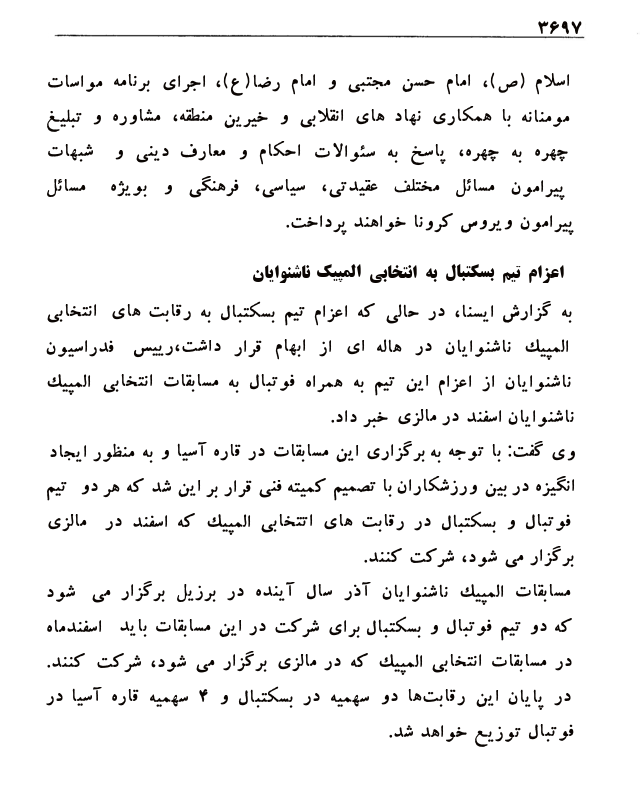 ۳۶۹۷
اسلام (ص)، امام حسن مجتبی و امام رضا(ع)، اجرای برنامه مواسات
مومنانه با همکاری نهاد های انقلابی و خیرین منطقه، مشاوره و تبلیغ
چهره به چهره، پاسخ به سئوالات احکام و معارف دینی و شبهات
پیرامون مسائل مختلف عقیدتی، سیاسی، فرهنگی و بویژه مسائل
پیرامون ویروس کرونا خواهند پرداخت.
اعزام تیم بسکتبال به انتخابی المپیک ناشنوایان
به گزارش ایسنا، در حالی که اعزام تیم بسکتبال به رقابت های انتخابی
المپیك ناشنوایان در هاله ای از ابهام قرار داشت،رییس فدراسیون
ناشنوایان از اعزام این تیم به همراه فوتبال به مسابقات انتخابی المپیك
ناشنوایان اسفند در مالزی خبر داد.
وی گفت: با توجه به برگزاری این مسابقات در قاره آسیا و به منظور ایجاد
انگیزه در بین ورزشکاران با تصمیم کمیته فنی قرار بر این شد که هر دو تیم
فوتبال و بسکتبال در رقابت های اتتخابی المپیك که اسفند در مالزی
برگزار می شود، شرکت کنند.
مسابقات المپیك ناشنوایان آذر سال آینده در برزیل برگزار می شود
که دو تیم فوتبال و بسکتبال برای شرکت در این مسابقات باید اسفندماه
در مسابقات انتخابی المپیك که در مالزی برگزار می شود، شرکت کنند.
در پایان این رقابت‌ها دو سهمیه در بسکتبال و ۴ سهمیه قاره آسیا در
فوتبال توزیع خواهد شد.